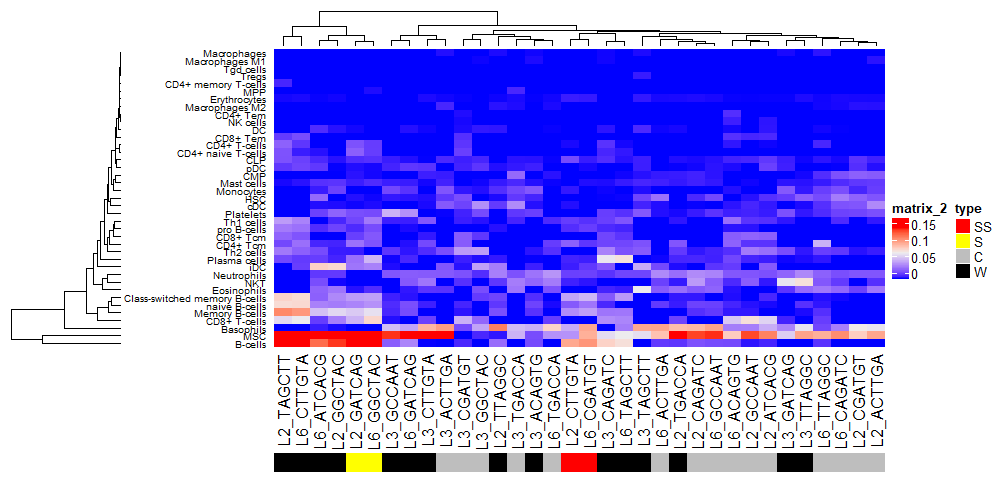 Macrophages
Macrophages M1
Tgd cells
Tregs
CD4+ memory T-cells
MPP
Erythrocytes
Macrophages M2
CD4+ Tem
NK cells
DC
CD8+ Tem
CD4+ T-cells
CD4+ naive T-cells
CLP
pDC
CMP
Mast cells
Monocytes
HSC
cDC
Platelets
Th1 cells
pro B-cells
CD8+ Tcm
CD4+ Tcm
Th2 cells
Plasma cells
iDC
Neutrophils
NKT
Eosinophils
Class-switched memory B-cells
naive B-cells
Memory B-cells
CD8+ T-cells
Basophils
MSC
B-cells
L2_TAGCTT
L6_CTTGTA
L6_ATCACG
L2_GGCTAC
L2_GATCAG
L6_GGCTAC
L3_GCCAAT
L6_GATCAG
L3_CTTGTA
L3_ACTTGA
L3_CGATGT
L3_GGCTAC
L2_TTAGGC
L3_TGACCA
L3_ACAGTG
L6_TGACCA
L2_CTTGTA
L6_CGATGT
L3_CAGATC
L6_TAGCTT
L3_TAGCTT
L6_ACTTGA
L2_TGACCA
L2_CAGATC
L6_GCCAAT
L6_ACAGTG
L2_GCCAAT
L2_ATCACG
L3_GATCAG
L3_TTAGGC
L6_TTAGGC
L6_CAGATC
L2_CGATGT
L2_ACTTGA
matrix_2
0.15
0.1
0.05
0
type
SS
S
C
W